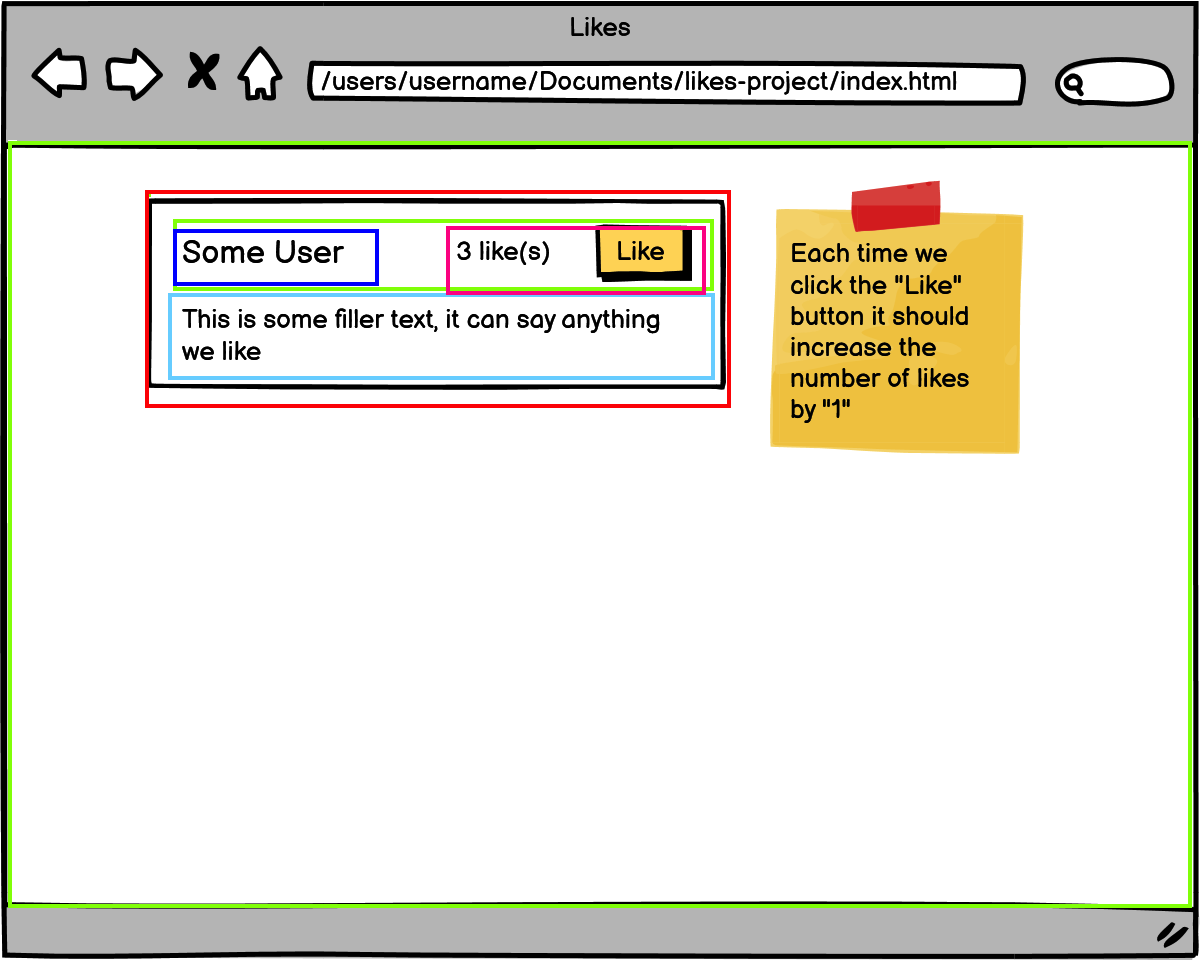 Likes
/users/username/Documents/likes-project/index.html
Some User
3 like(s)
Like
This is some filler text, it can say anything
we like
Each time we
click the "Like"
button it should
increase the
number of likes
by "1"